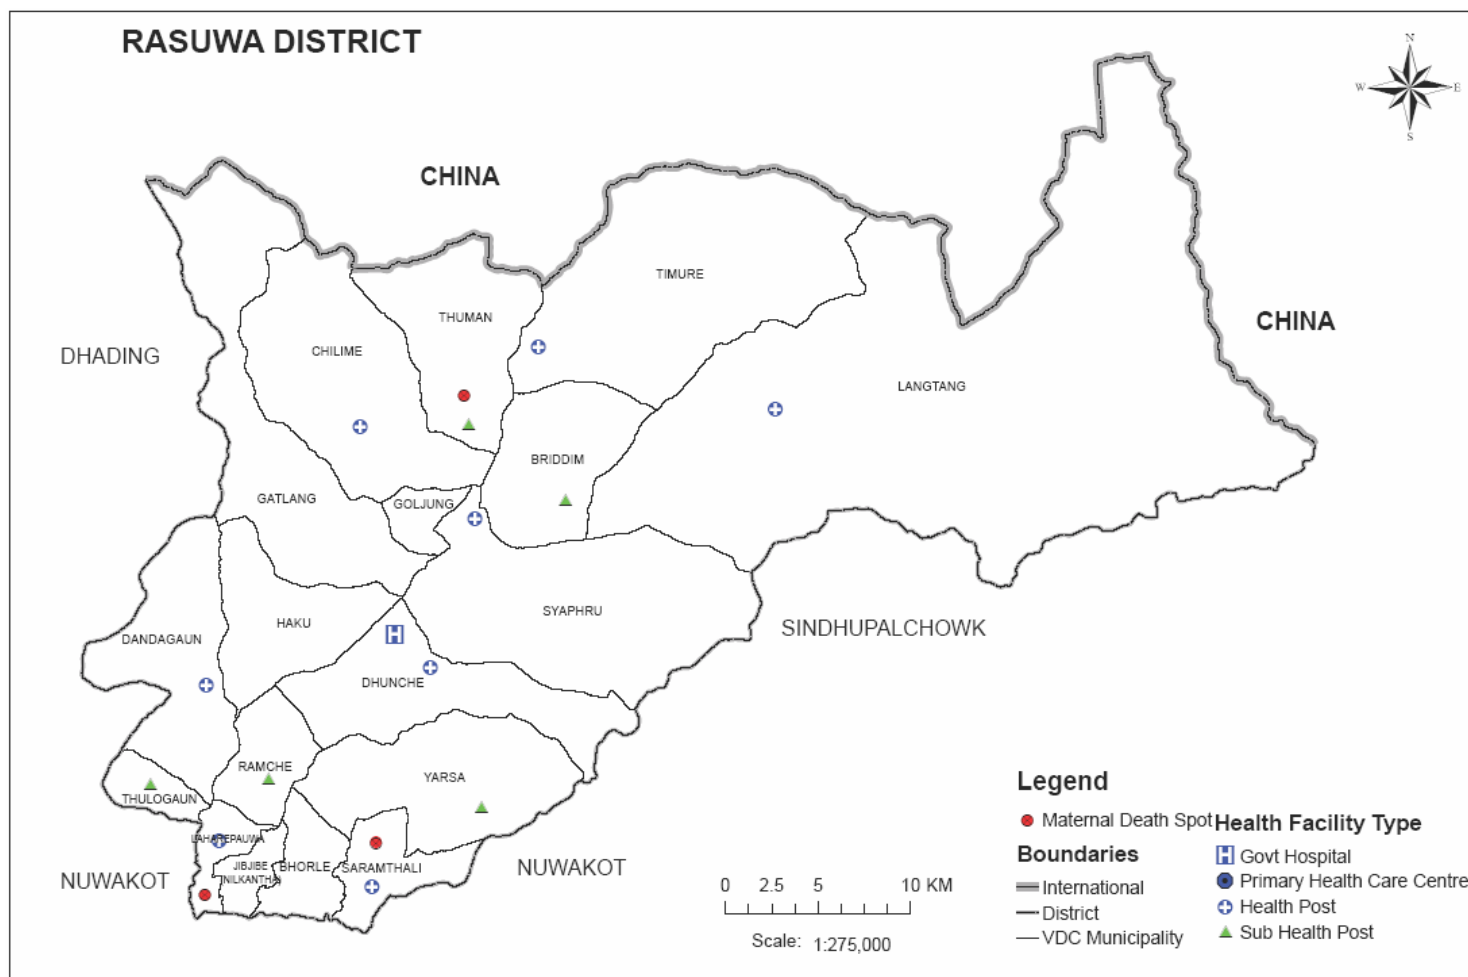 RASUWA DISTRICT
N
W E
S
CHINA
TIMURE
THUMAN
CHINA
CHILIME
DHADING
LANGTANG
BRIDDIM
GATLANG
GOLJUNG
SYAPHRU
HAKU
SINDHUPALCHOWK
DANDAGAUN
DHUNCHE
RAMCHE
YARSA
THULOGAUN
LAHAREPAUWA
JIBJIBE
(NILKANTHA)
BHORLE
SARAMTHALI
NUWAKOT
NUWAKOT
0 2.5 5 10 KM
Scale: 1:275,000
Legend
Maternal Death Spot
Boundaries
International
District
VDC Municipality
Health Facility Type
H Govt Hospital
Primary Health Care Centre
Health Post
Sub Health Post
H